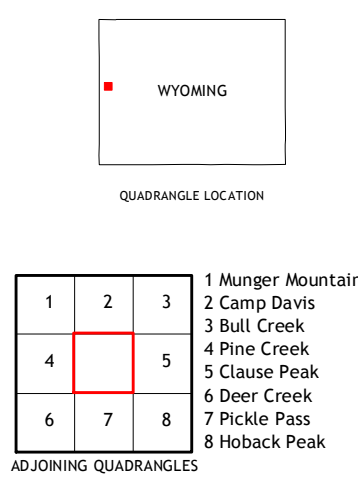 WYOMING
QUADRANGLE LOCATION
1 2 3
4 5
6 7 8
ADJOINING QUADRANGLES
1 Munger Mountain
2 Camp Davis
3 Bull Creek
4 Pine Creek
5 Clause Peak
6 Deer Creek
7 Pickle Pass
8 Hoback Peak